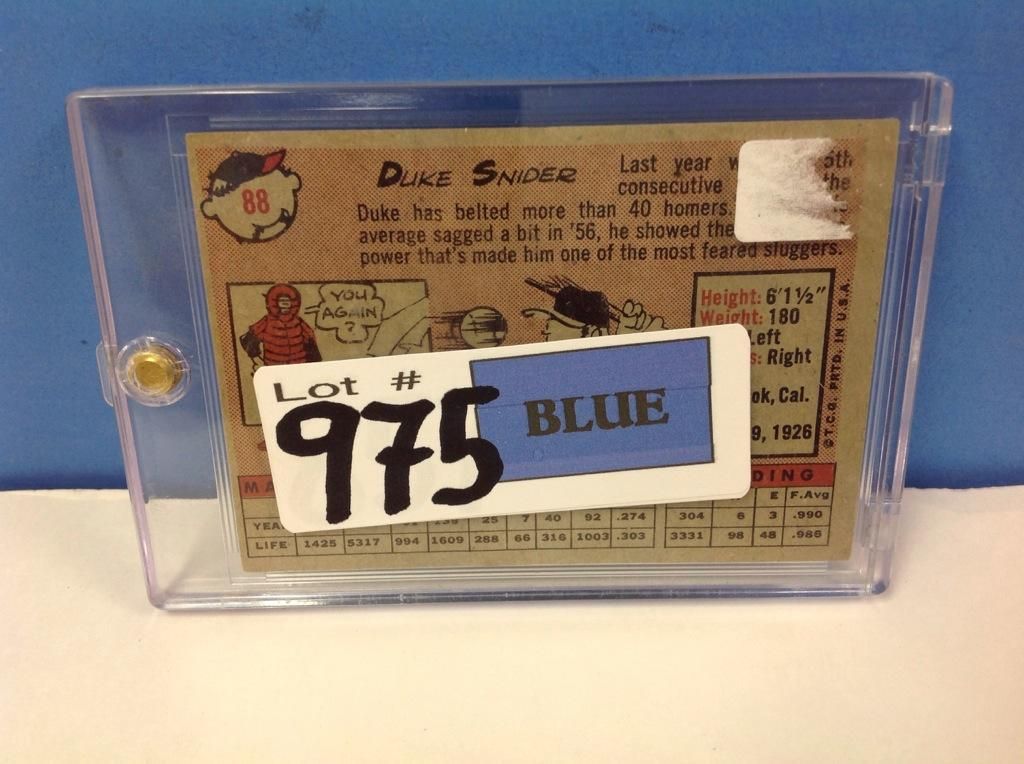 88
DUKE SNIDER
Last year
consecutive the
Duke has belted more than 40 homers.
average sagged a bit in '56, he showed the
power that's made him one of the most feared sluggers.
YOU
AGAIN
?
Height: 6'1½"
Weight: 180
Left
Right
Cal.
9, 1926
©T.C.G. PRTD. IN U.S.A.
Lot #
975
BLUE
E F.Avg
25 7 40 92 .274 304 6 3 .990
LIFE 1425 5317 994 1609 288 66 316 1003 .303 3331 98 48 .985